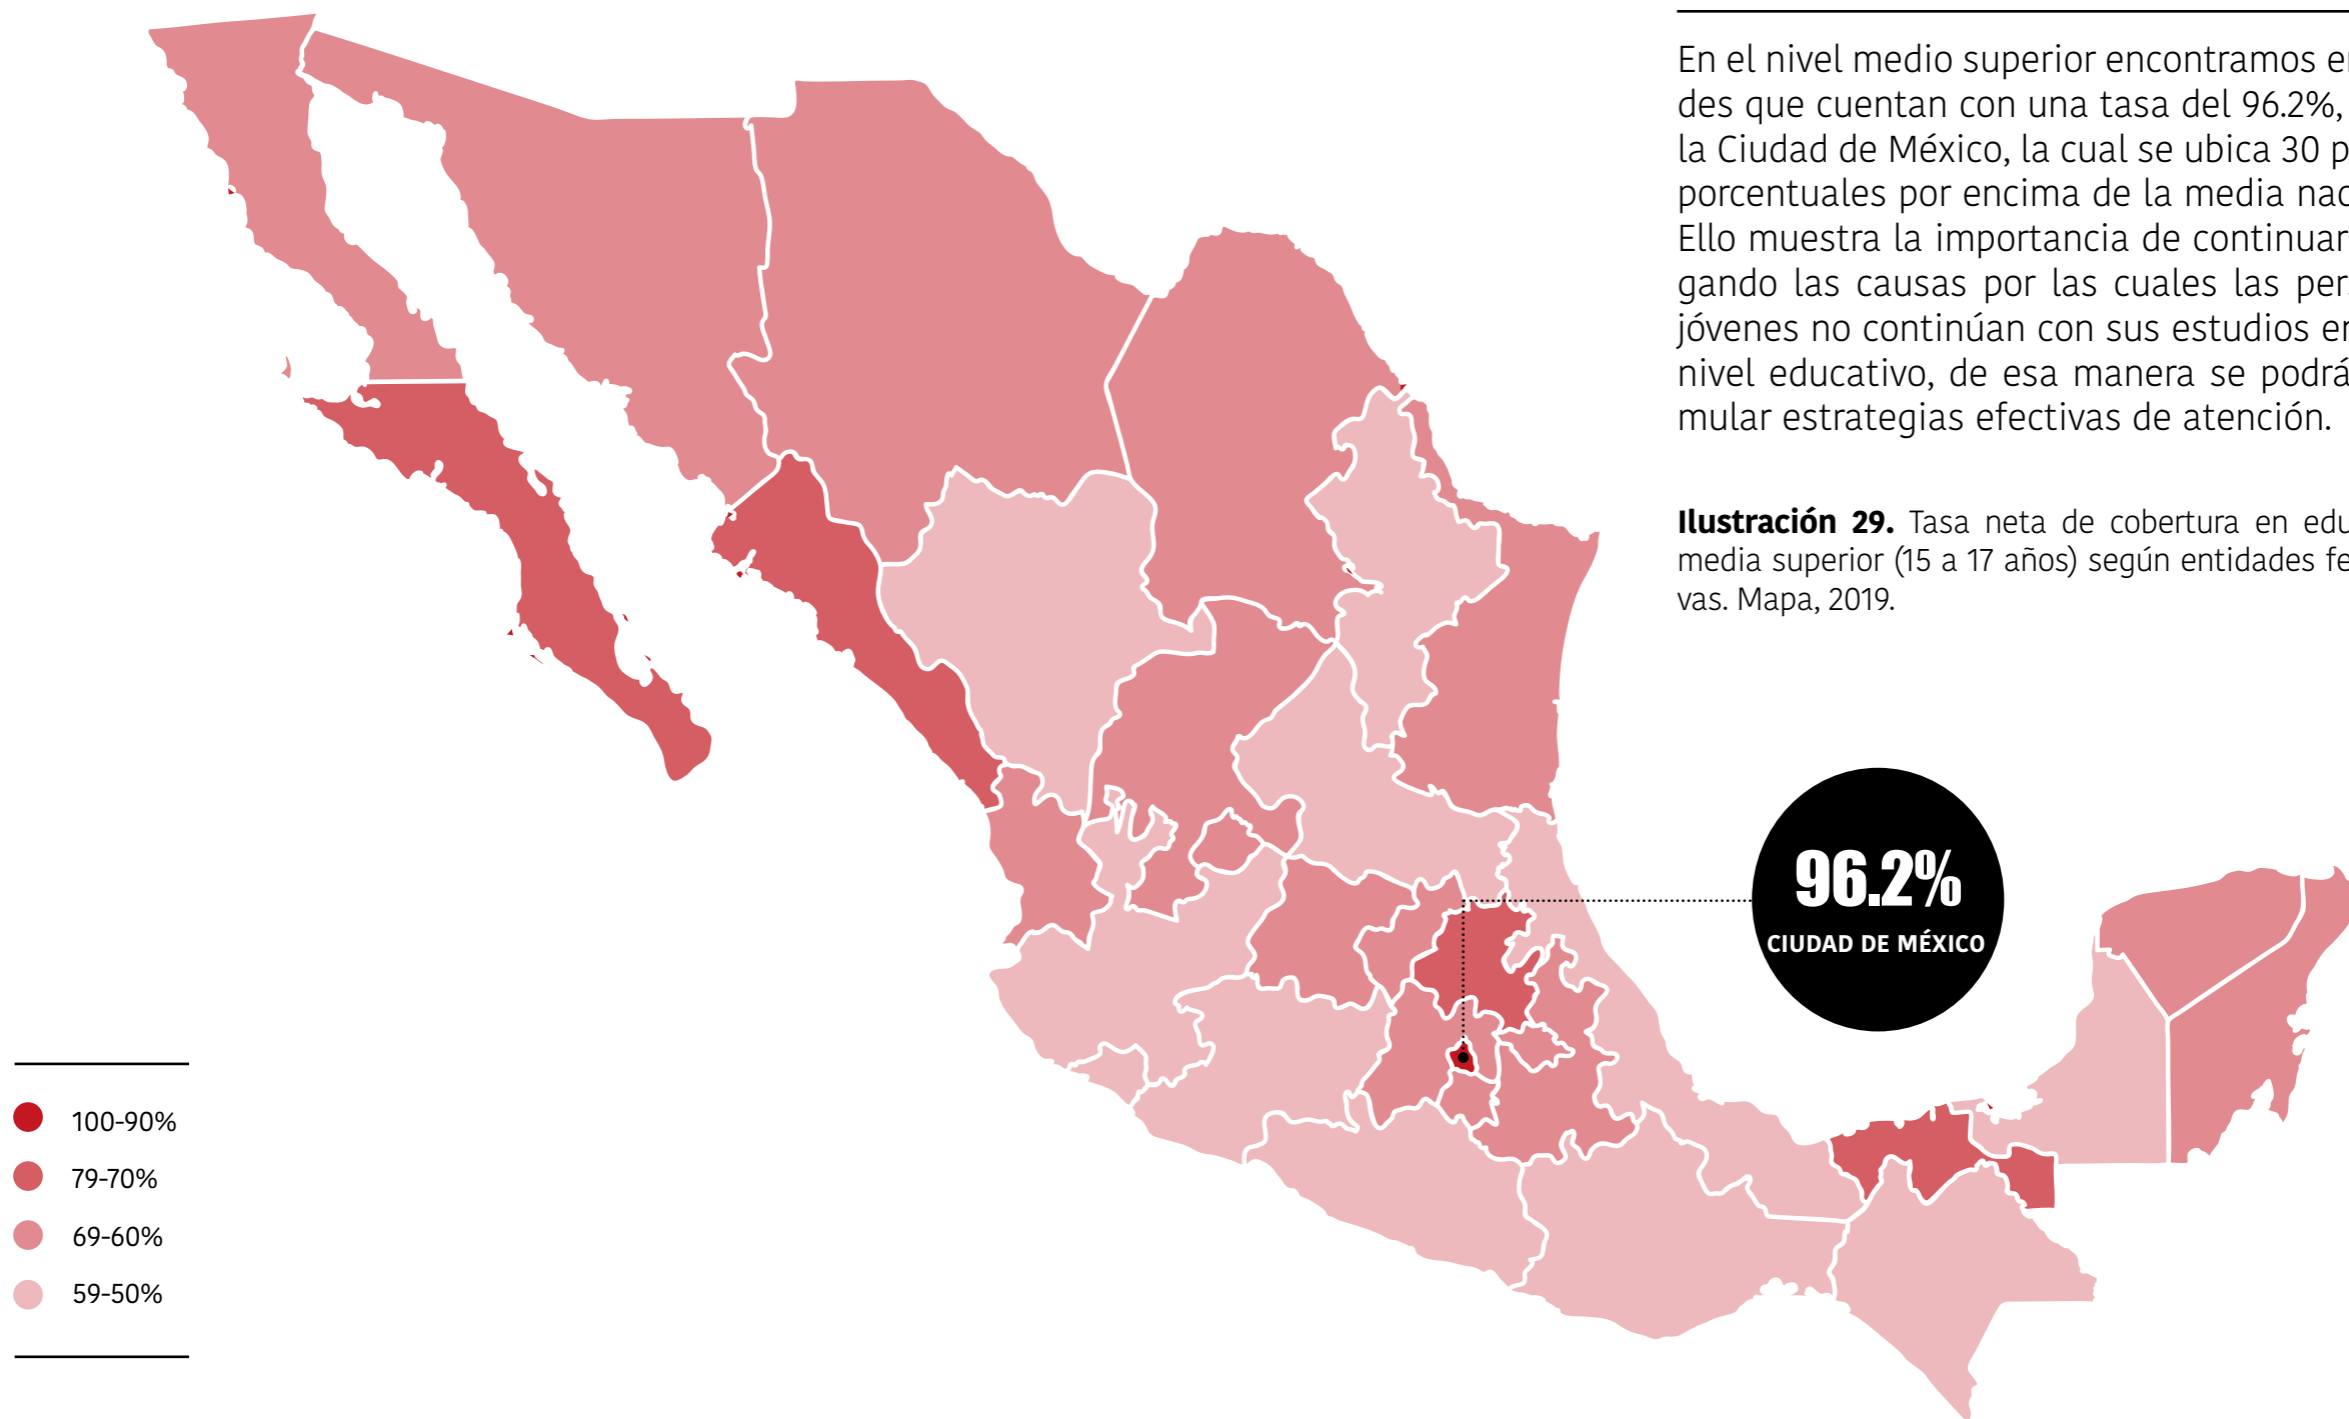 En el nivel medio superior encontramos en
des que cuentan con una tasa del 96.2%,
la Ciudad de México, la cual se ubica 30 p
porcentuales por encima de la media nac
Ello muestra la importancia de continuar
gando las causas por las cuales las per
jóvenes no continúan con sus estudios en
nivel educativo, de esa manera se podrá
mular estrategias efectivas de atención.
Ilustración 29. Tasa neta de cobertura en edu
media superior (15 a 17 años) según entidades fe
vas. Mapa, 2019.
96.2%
CIUDAD DE MÉXICO
100-90%
79-70%
69-60%
59-50%